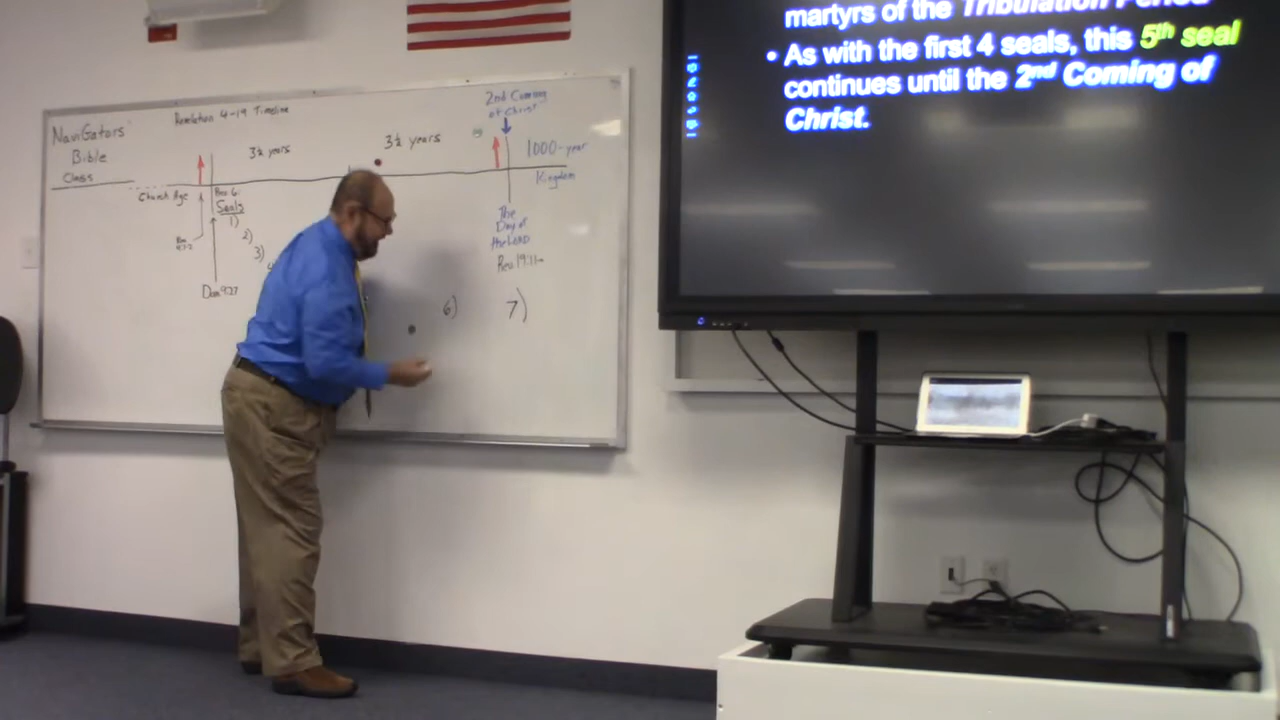 Revelation 4-19 Timeline
NaviGators'
Bible
Class
3½ years
3½ years
2nd Coming
of Christ
1000-year
Kingdom
Church Age
Rev. 6
Seals
1)
2)
3)
Dan. 9:27
The
Day of
the LORD
Rev. 19:11
6)
7)
martyrs of the Tribulation Period
• As with the first 4 seals, this 5th seal
continues until the 2nd Coming of
Christ.